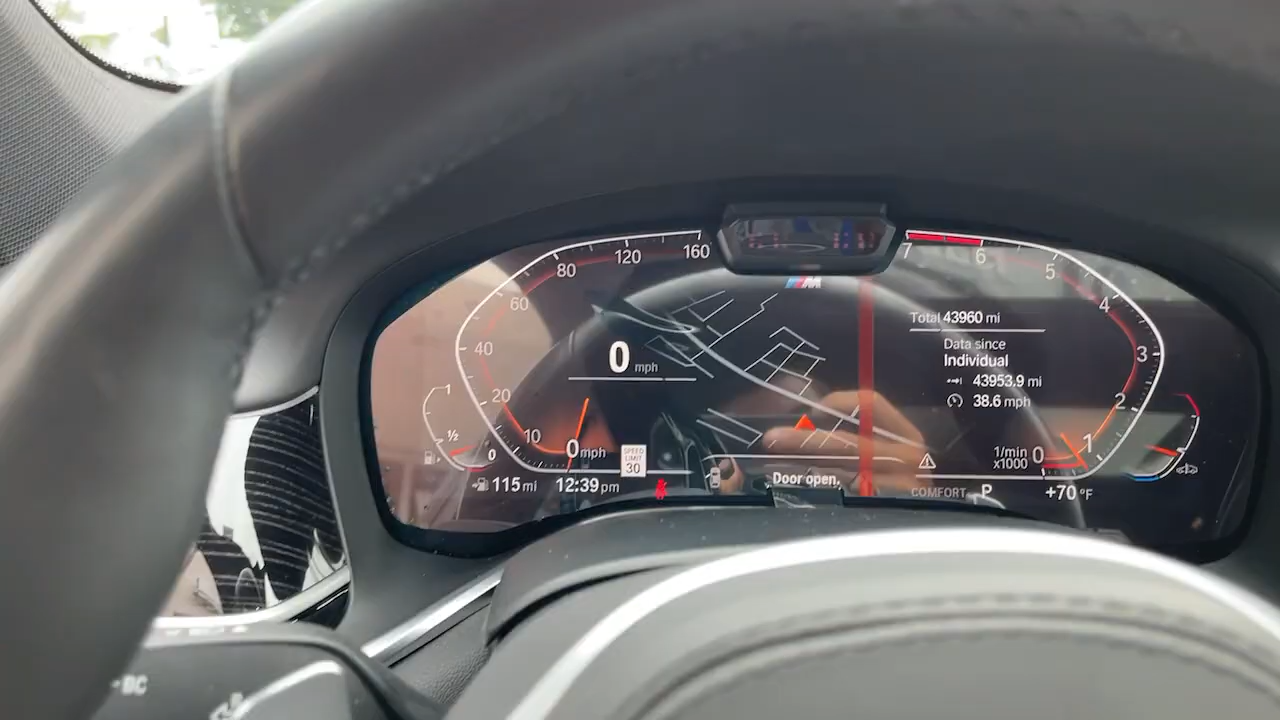 160
120
80
60
40
20
10
0 mph
0 mph
1
½
0
SPEED
LIMIT
30
115 mi
12:39 pm
M
Door open.
7
6
5
4
3
2
1
0
Total 43960 mi
Data since
Individual
43953.9 mi
38.6 mph
1/min
x1000
COMFORT P
+70 °F
BC